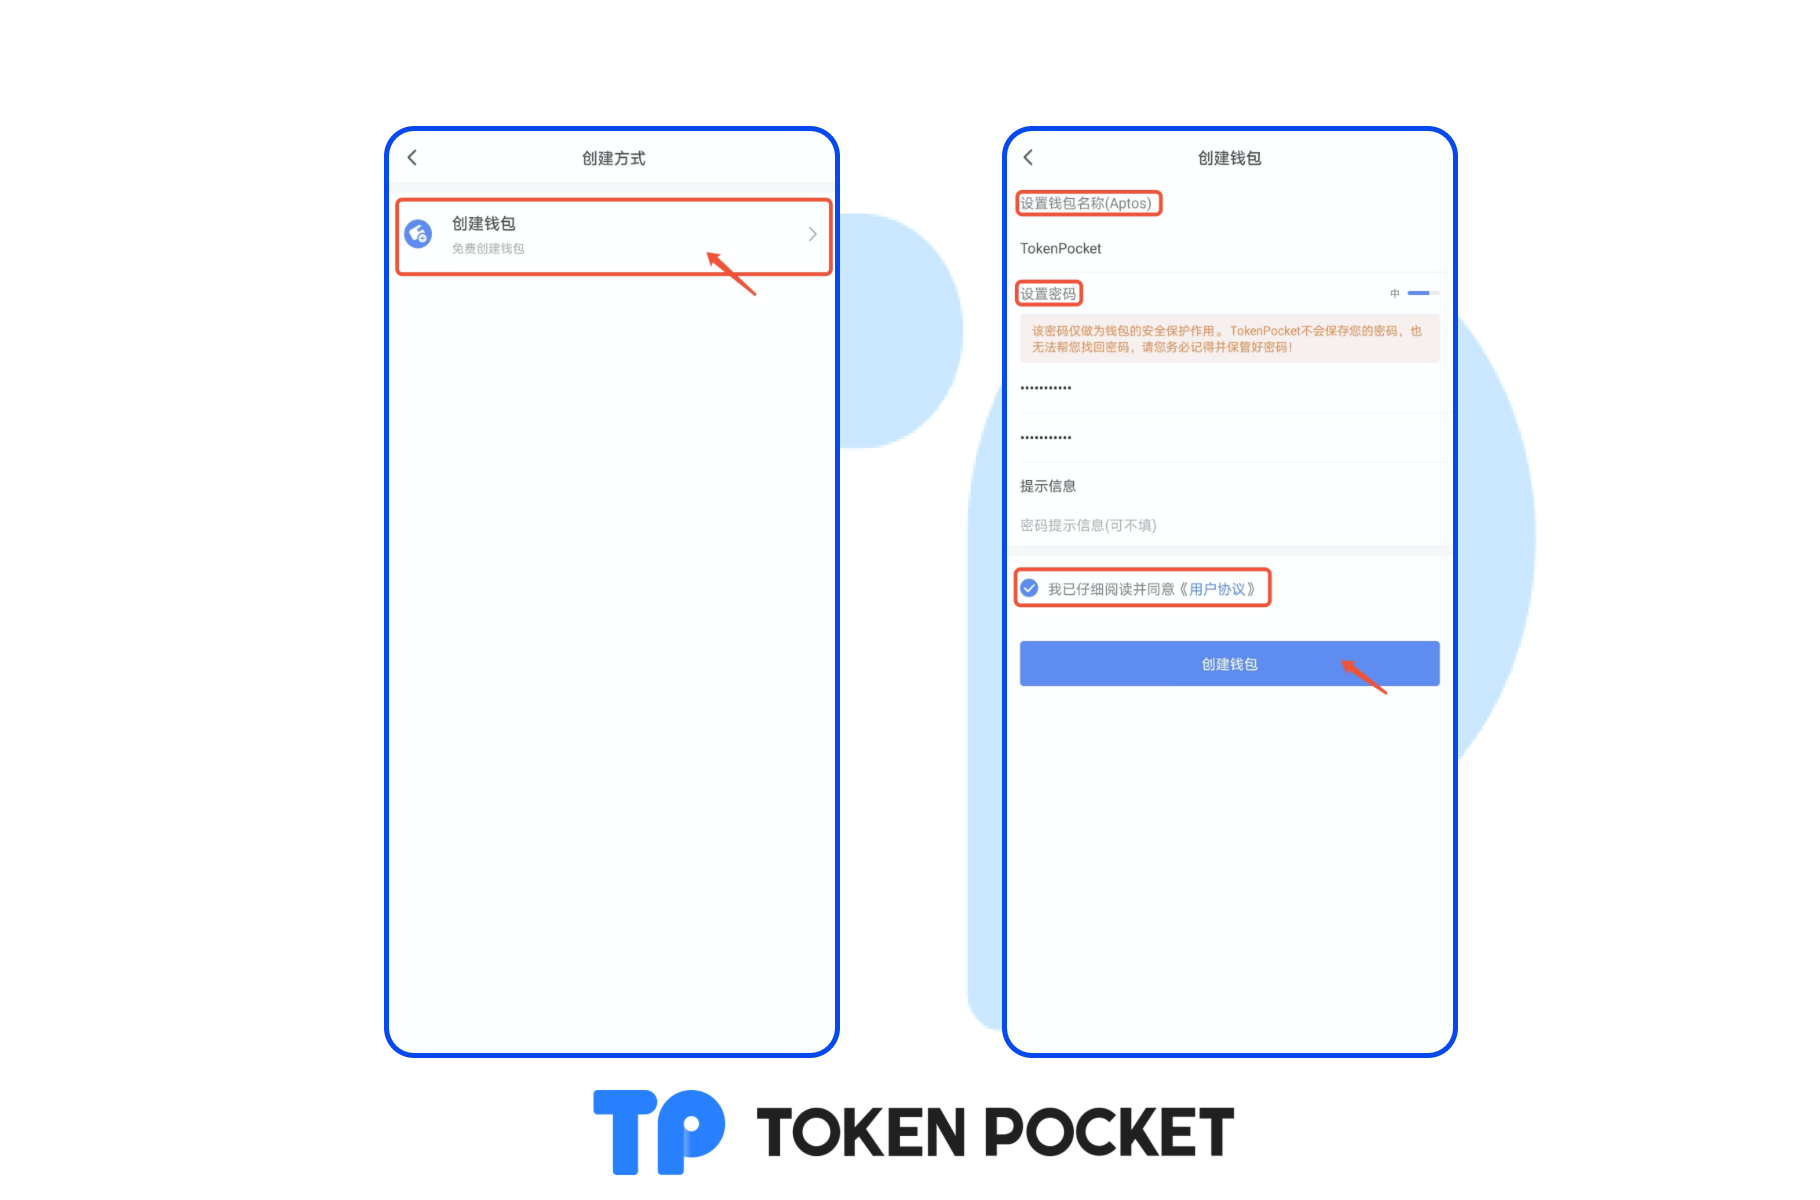 创建方式
创建钱包
免费创建钱包
创建钱包
设置钱包名称(Aptos)
TokenPocket
设置密码
中
该密码仅做为钱包的安全保护作用。TokenPocket不会保存您的密码，也
无法帮您找回密码，请您务必记得并保管好密码！
•••••••••••
•••••••••••
提示信息
密码提示信息(可不填)
我已仔细阅读并同意《用户协议》
创建钱包
TP TOKEN POCKET